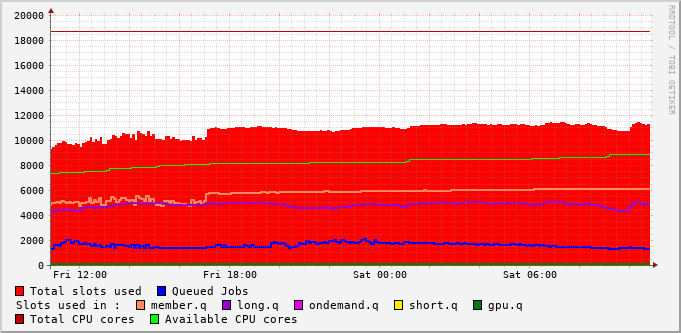 20000
18000
16000
14000
12000
10000
8000
6000
4000
2000
0
Fri 12:00 Fri 18:00 Sat 00:00 Sat 06:00
RRDTOOL / TOBI OETIKER
Total slots used Queued Jobs
Slots used in : member.q long.q ondemand.q short.q gpu.q
Total CPU cores Available CPU cores